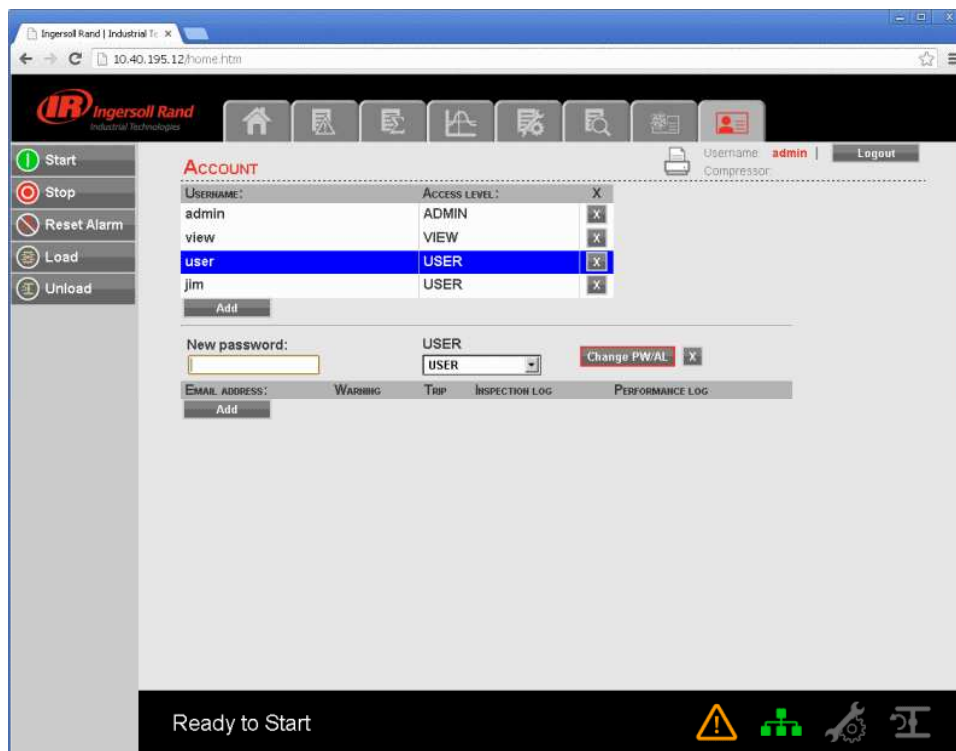 Ingersoll Rand | Industrial Te
10.40.195.12/home.htm
IR Ingersoll Rand
Industrial Technologies
Start
Stop
Reset Alarm
Load
Unload
Username: admin | Logout
Compressor:
ACCOUNT
USERNAME: ACCESS LEVEL: X
admin ADMIN X
view VIEW X
user USER X
jim USER X
Add
New password: USER
USER Change PW/AL X
EMAIL ADDRESS: WARNING TRIP INSPECTION LOG PERFORMANCE LOG
Add
Ready to Start